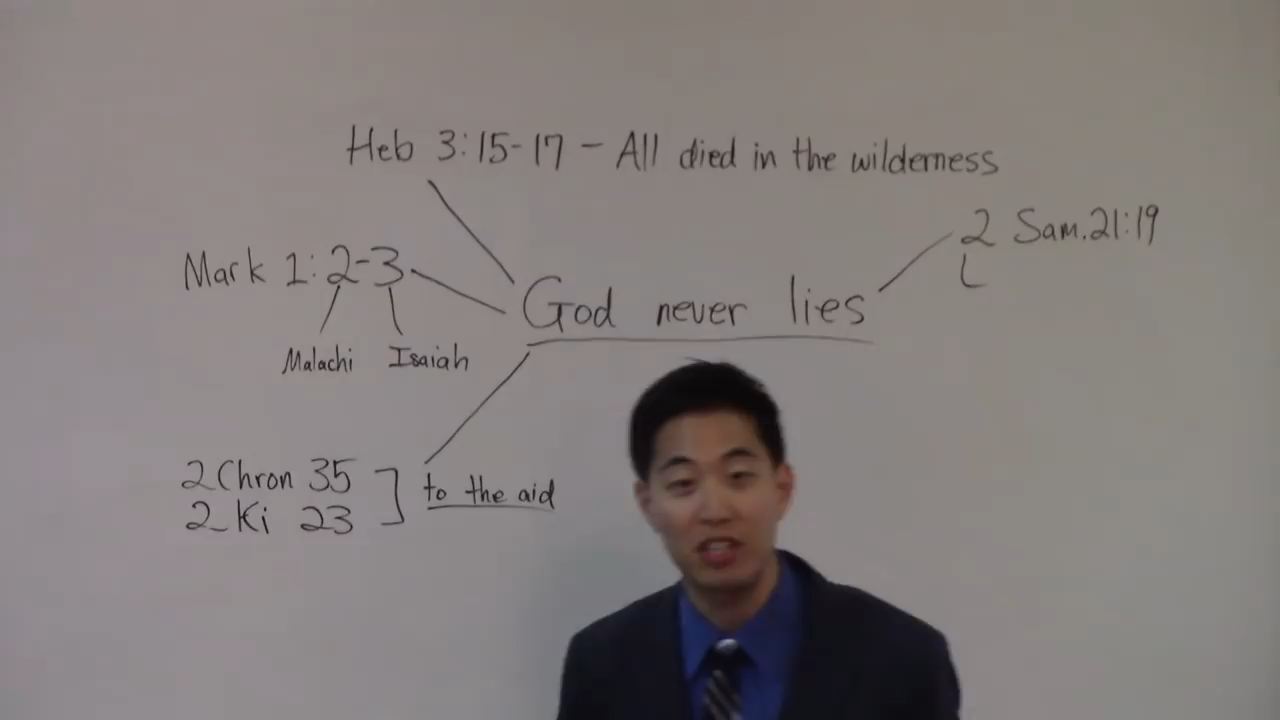 Heb 3:15-17 - All died in the wilderness
2 Sam. 21:19
Mark 1:2-3
God never lies
Malachi Isaiah
2 Chron 35
2 Ki 23
to the aid